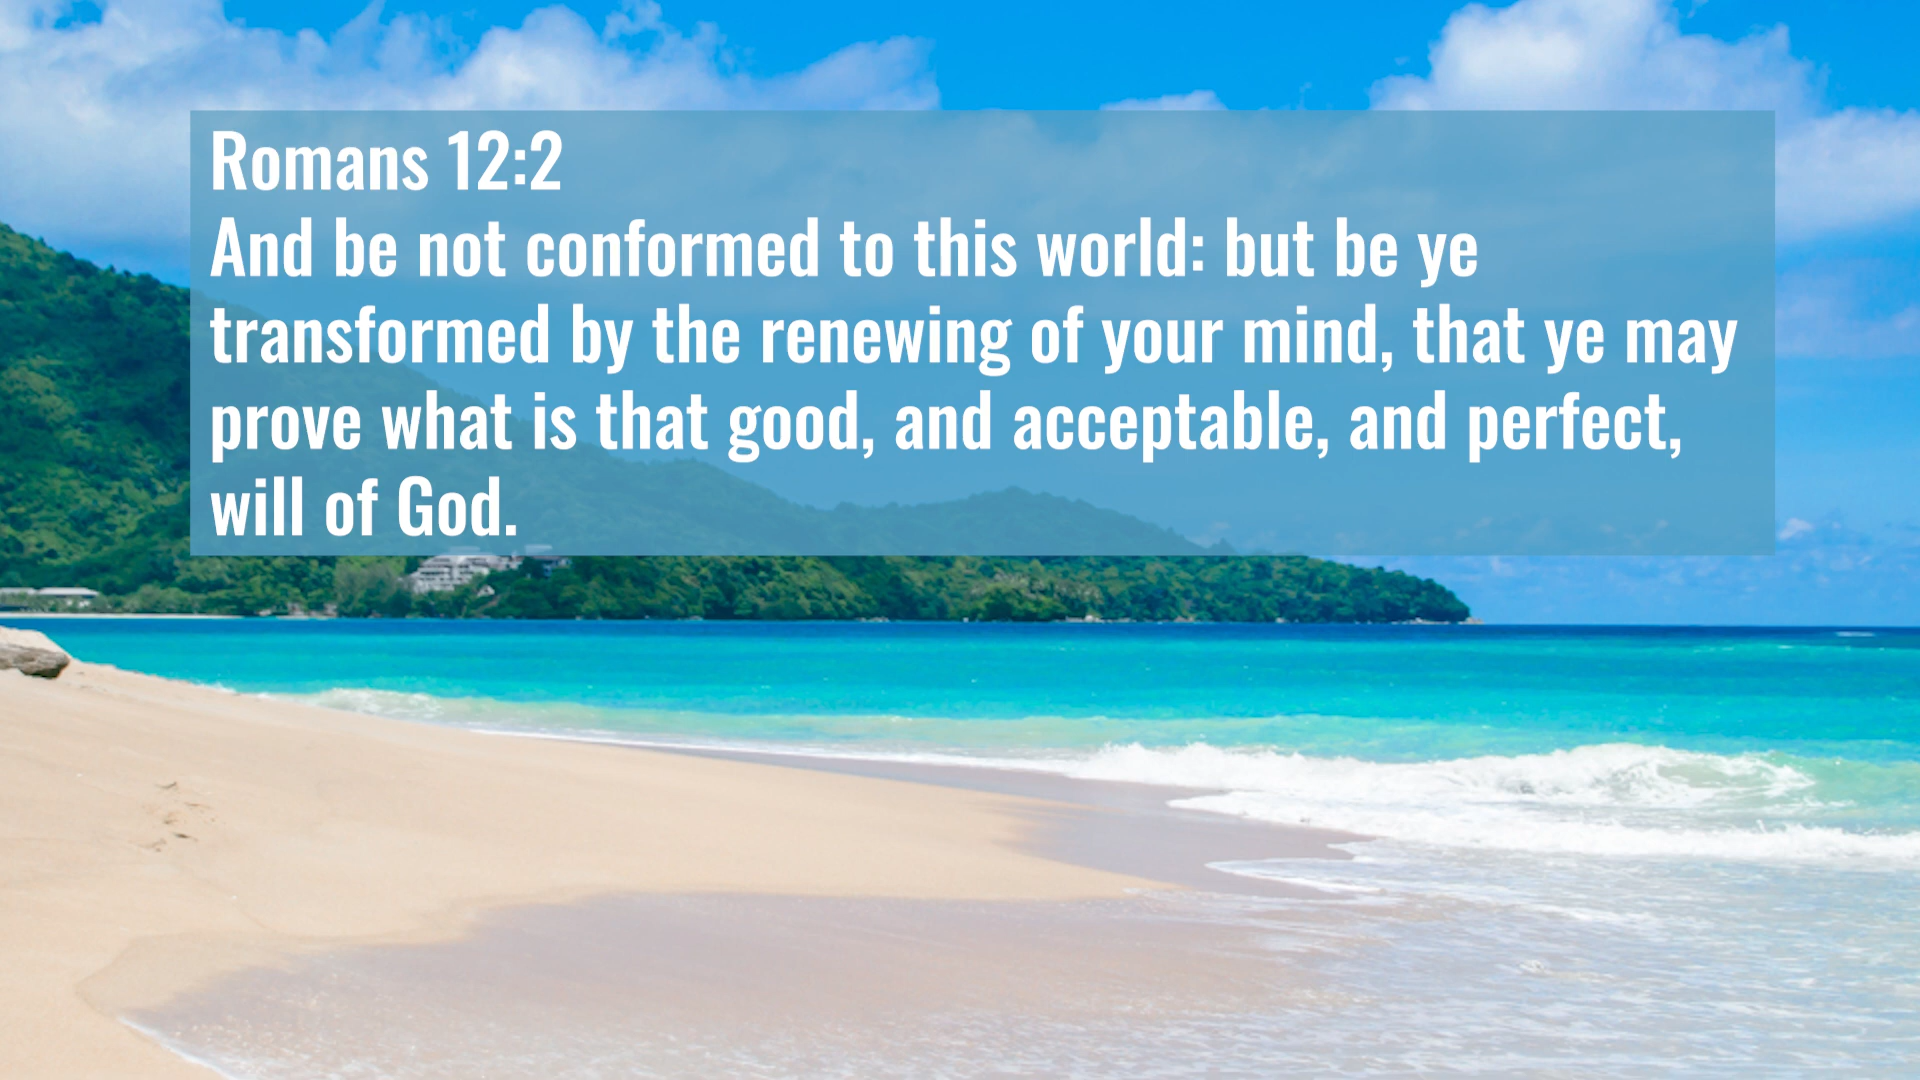 Romans 12:2
And be not conformed to this world: but be ye
transformed by the renewing of your mind, that ye may
prove what is that good, and acceptable, and perfect,
will of God.